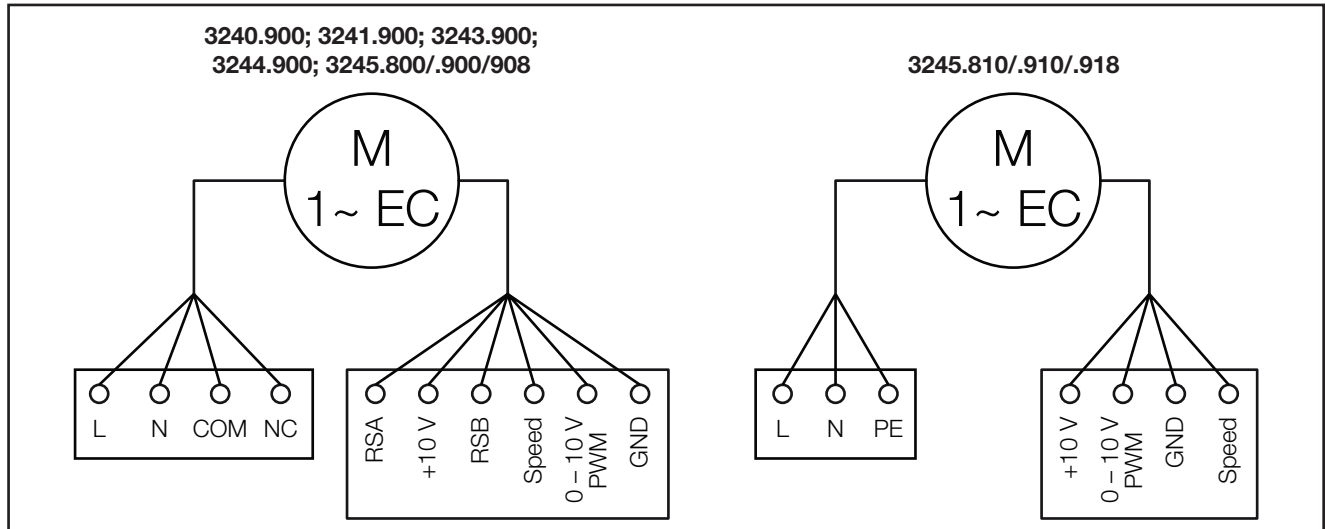 3240.900; 3241.900; 3243.900;
3244.900; 3245.800/.900/908
M
1~ EC
L
N
COM
NC
RSA
+10 V
RSB
Speed
0 – 10 V
PWM
GND
3245.810/.910/.918
M
1~ EC
L
N
PE
+10 V
0 – 10 V
PWM
GND
Speed